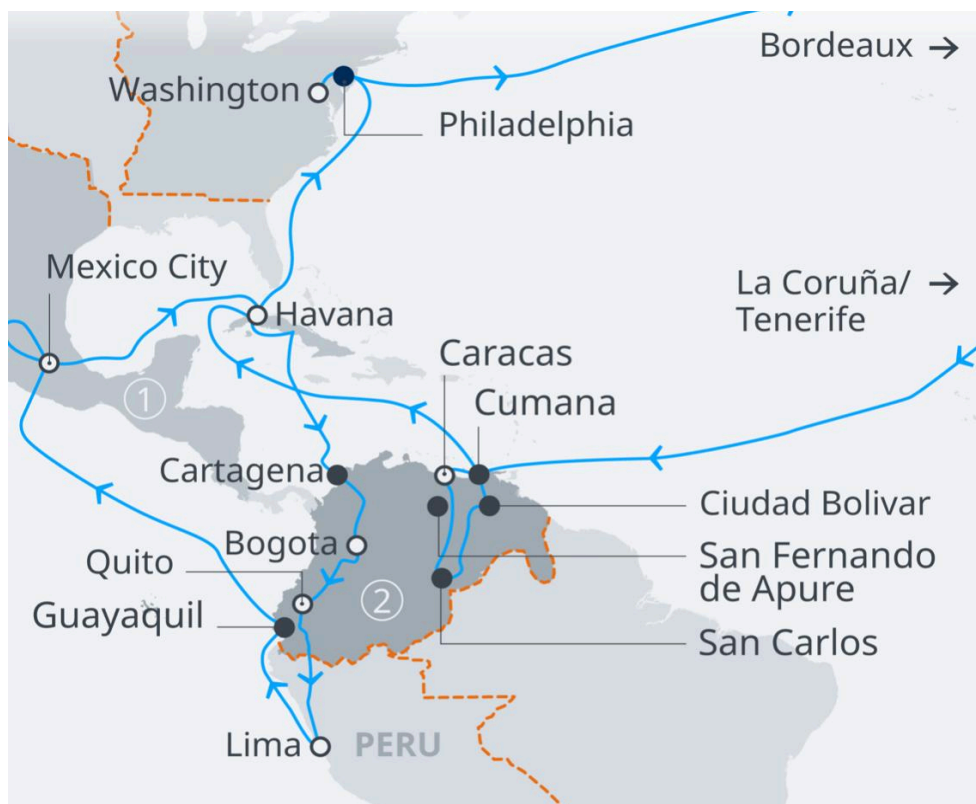 Bordeaux →
Washington
Philadelphia
Mexico City
La Coruña/
Tenerife
Havana
Caracas
1
Cumana
Cartagena
Ciudad Bolivar
Bogota
San Fernando
de Apure
Quito
2
Guayaquil
San Carlos
Lima
PERU